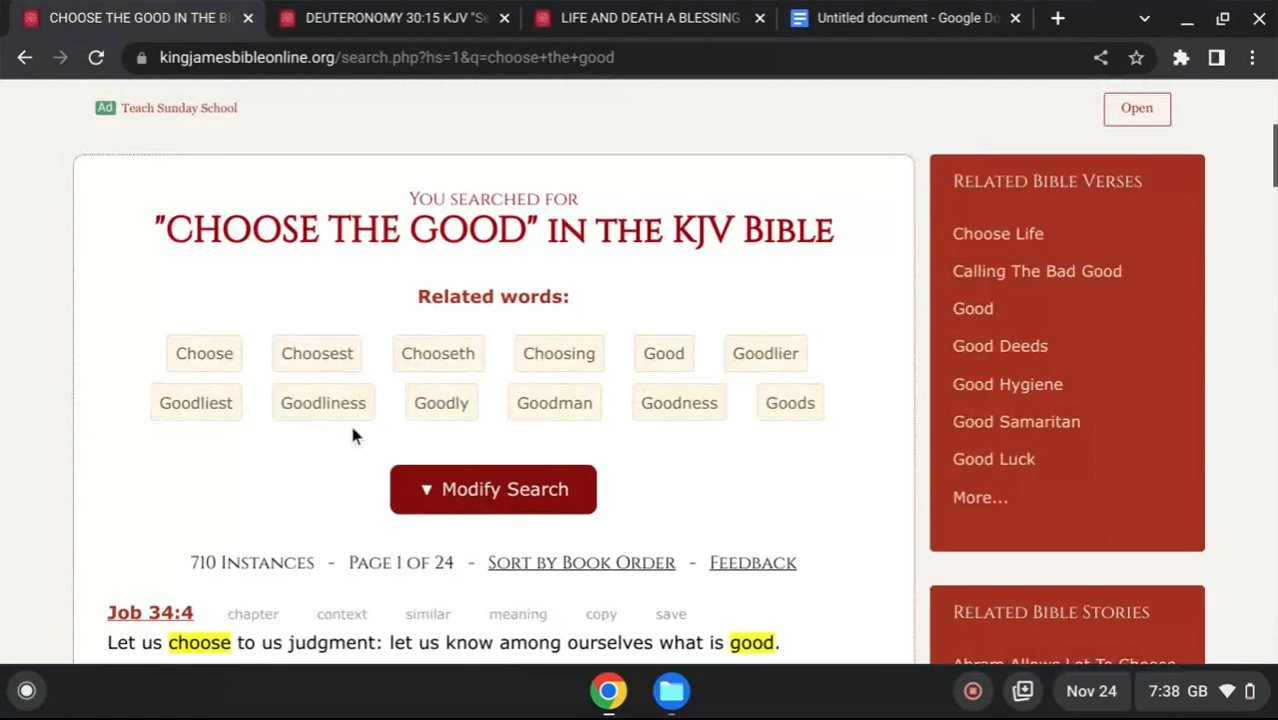 CHOOSE THE GOOD IN THE BI
DEUTERONOMY 30:15 KJV "Se
LIFE AND DEATH A BLESSING
Untitled document - Google Do
kingjamesbibleonline.org/search.php?hs=1&q=choose+the+good
Ad Teach Sunday School
Open
You searched for
"CHOOSE THE GOOD" in the KJV Bible
Related words:
Choose Choosest Chooseth Choosing Good Goodlier
Goodliest Goodliness Goodly Goodman Goodness Goods
▼ Modify Search
710 Instances - Page 1 of 24 - Sort by Book Order - Feedback
Job 34:4 chapter context similar meaning copy save
Let us choose to us judgment: let us know among ourselves what is good.
Related Bible Verses
Choose Life
Calling The Bad Good
Good
Good Deeds
Good Hygiene
Good Samaritan
Good Luck
More...
Related Bible Stories
Abram Allows Lot To Choose
Nov 24
7:38 GB